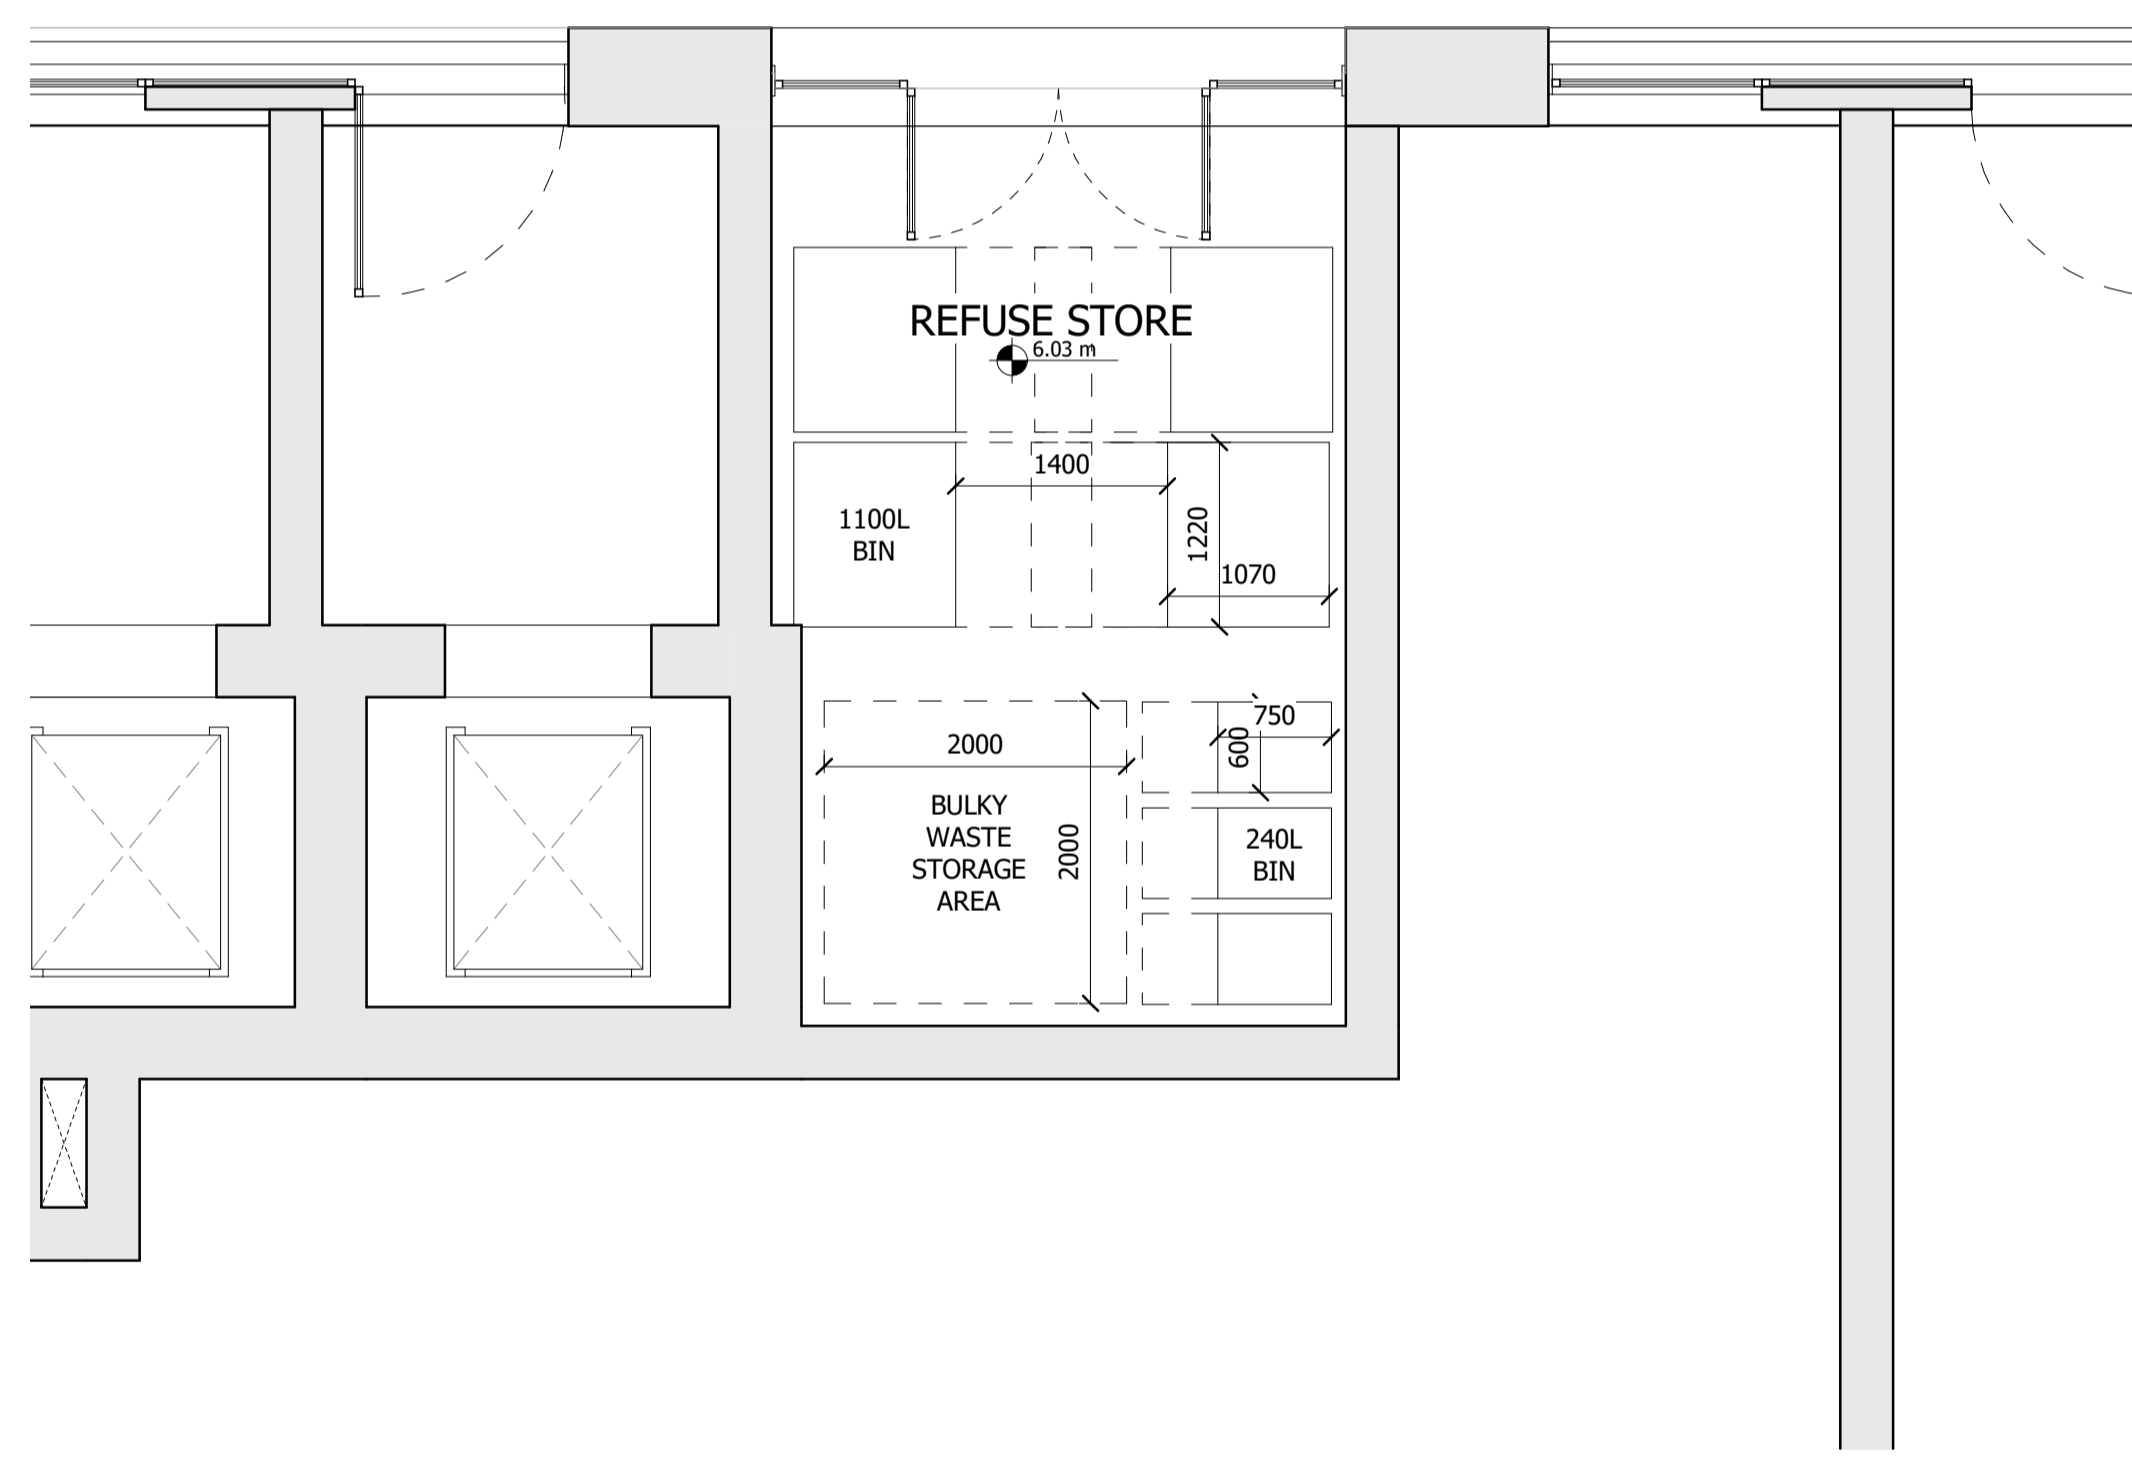 REFUSE STORE
6.03 m
1400
1100L
BIN
1220
1070
2000
BULKY
WASTE
STORAGE
AREA
2000
750
600
240L
BIN